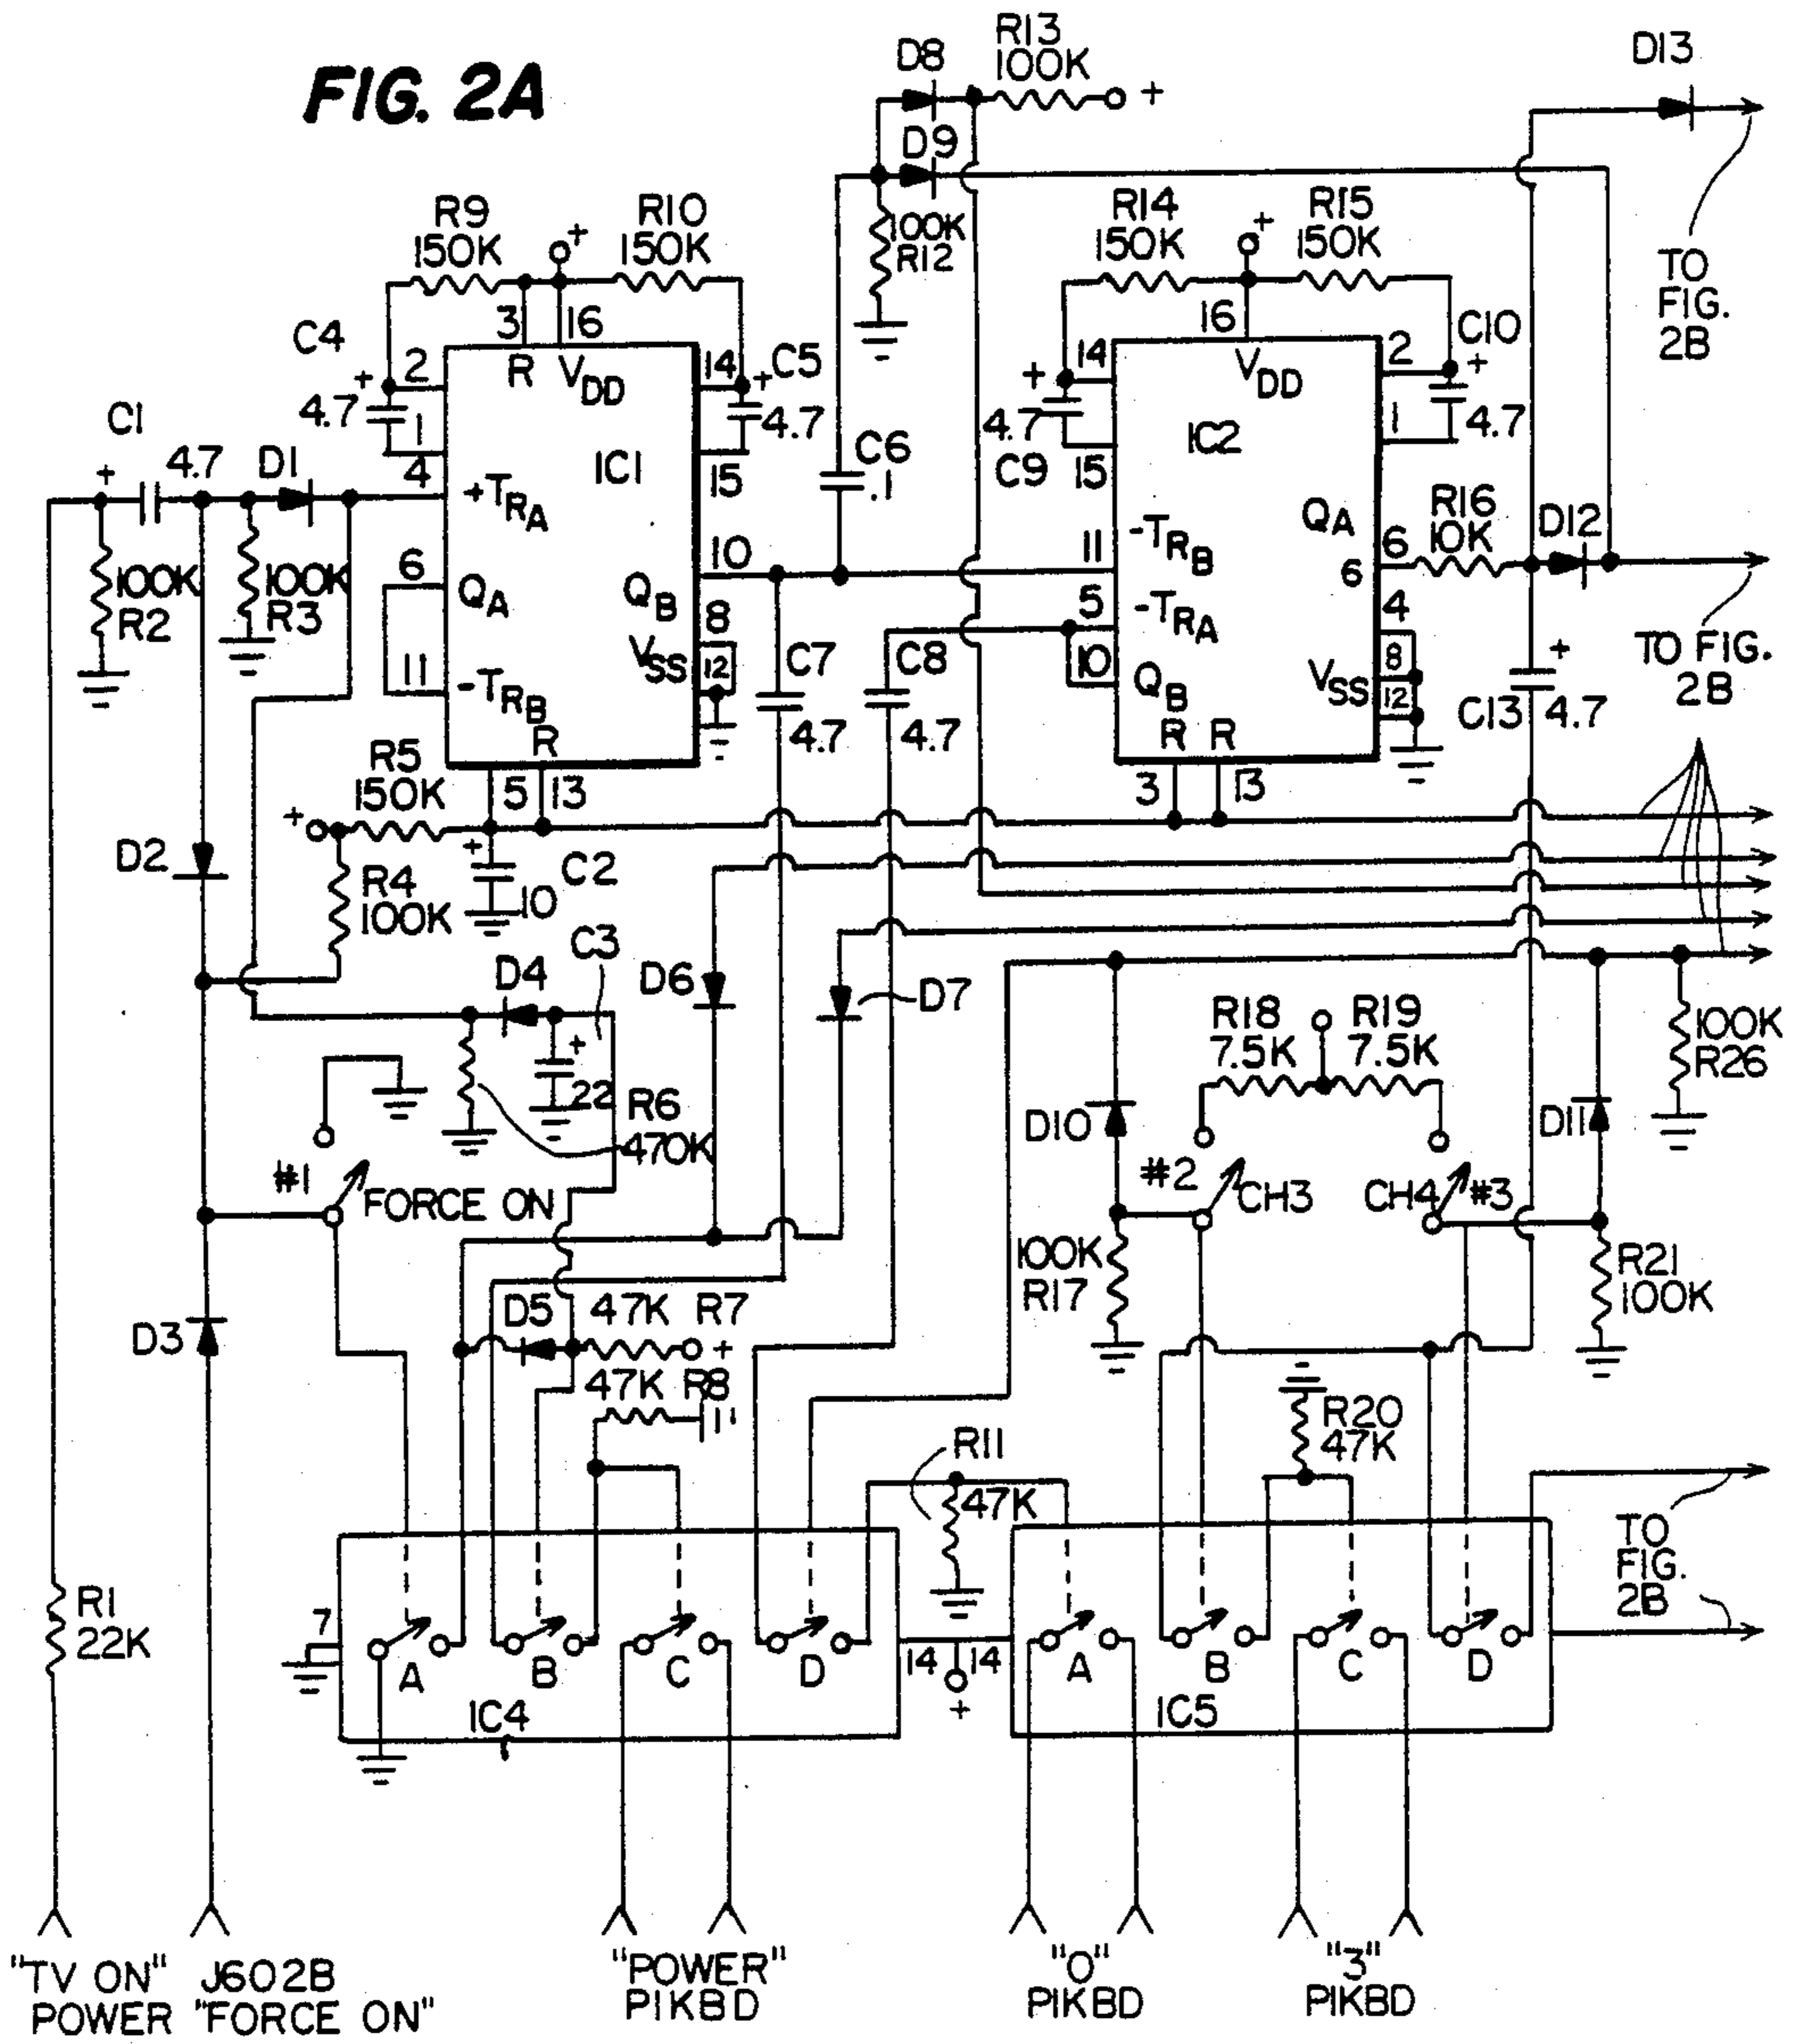 FIG. 2A
D8
R13
100K
+
D13
D9
100K
R12
R9
150K
+
R10
150K
R14
150K
+
R15
150K
TO
FIG.
2B
C4
+
4.7
2
1
3
16
R
VDD
14
C5
+
4.7
15
IC1
C1
+
4.7
D1
4
+TRA
100K
R2
100K
R3
6
QA
QB
10
8
VSS
12
11
-TRB
R
5
13
C6
.1
14
+
4.7
C9
15
16
VDD
2
C10
+
4.7
1
IC2
QA
6
6
R16
10K
D12
11
-TRB
5
-TRA
10
QB
4
8
VSS
12
R
R
3
13
C7
4.7
C8
4.7
+
C13
4.7
TO FIG.
2B
R5
150K
+
D2
R4
100K
+
C2
10
C3
D4
+
22
R6
470K
D6
D7
R18
7.5K
R19
7.5K
100K
R26
D10
D11
#1
FORCE ON
#2
CH3
CH4
#3
100K
R17
R21
100K
D3
D5
47K
R7
+
47K
R8
R11
47K
R20
47K
TO
FIG.
2B
R1
22K
7
A
B
C
D
IC4
14
14
+
A
B
C
D
IC5
"TV ON"
POWER
J602B
"FORCE ON"
"POWER"
PIKBD
"0"
PIKBD
"3"
PIKBD